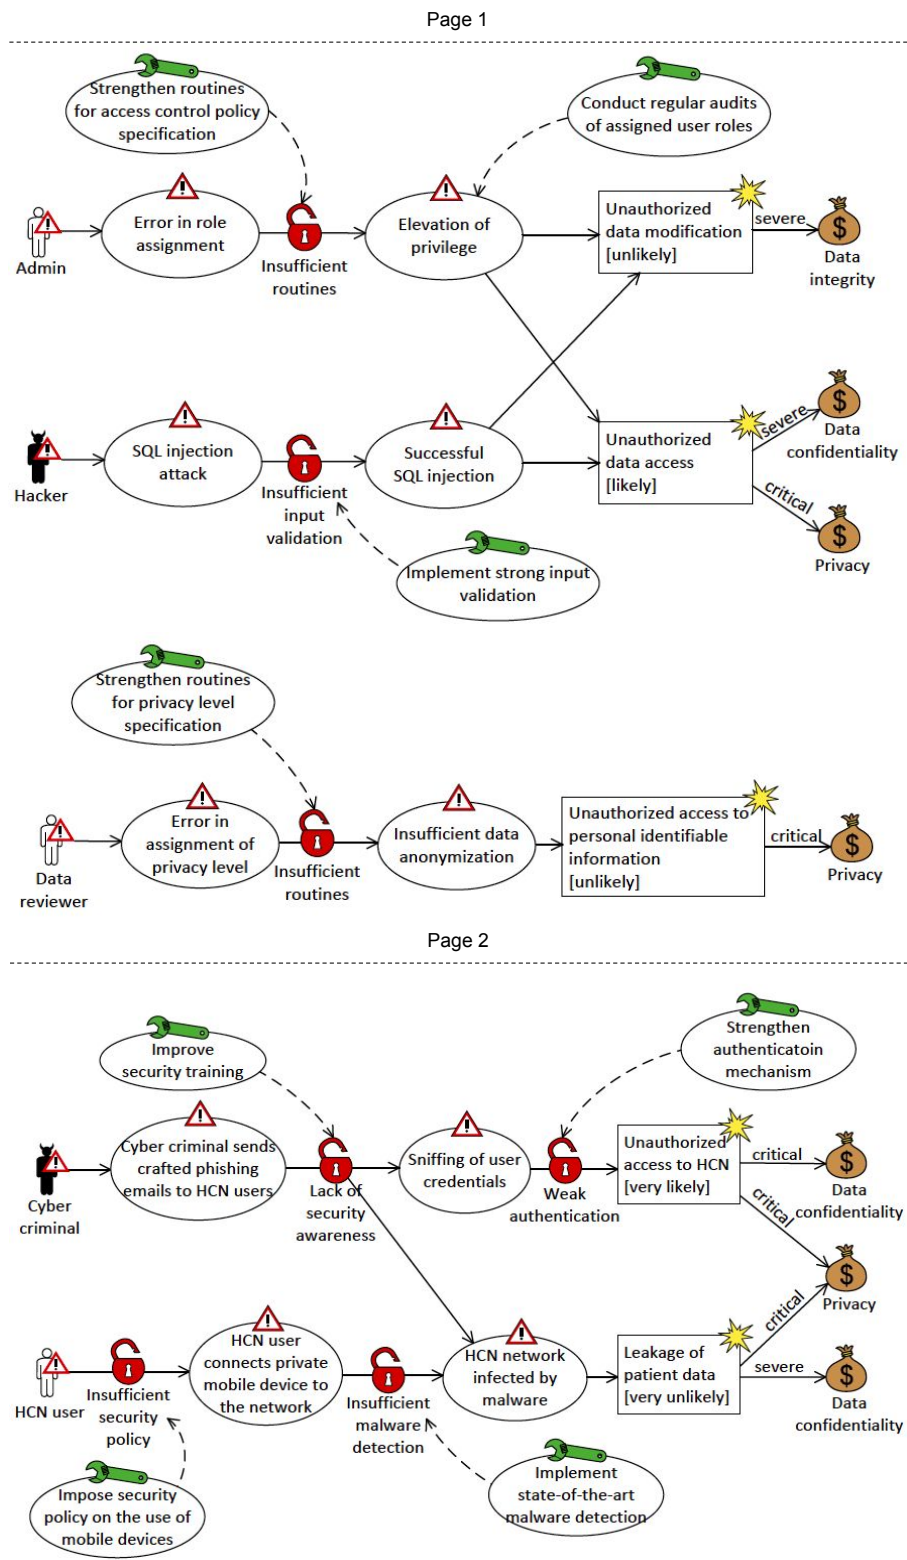 Page 1
Strengthen routines
for access control policy
specification
Conduct regular audits
of assigned user roles
Admin
Error in role
assignment
Insufficient
routines
Elevation of
privilege
Unauthorized
data modification
[unlikely]
severe
$
Data
integrity
Hacker
SQL injection
attack
Insufficient
input
validation
Successful
SQL injection
Unauthorized
data access
[likely]
severe
$
Data
confidentiality
critical
$
Privacy
Implement strong input
validation
Strengthen routines
for privacy level
specification
Data
reviewer
Error in
assignment of
privacy level
Insufficient
routines
Insufficient data
anonymization
Unauthorized access to
personal identifiable
information
[unlikely]
critical
$
Privacy
Page 2
Improve
security training
Strengthen
authenticatoin
mechanism
Cyber
criminal
Cyber criminal sends
crafted phishing
emails to HCN users
Lack of
security
awareness
Sniffing of user
credentials
Weak
authentication
Unauthorized
access to HCN
[very likely]
critical
$
Data
confidentiality
critical
$
Privacy
critical
HCN user
Insufficient
security
policy
HCN user
connects private
mobile device to
the network
Insufficient
malware
detection
HCN network
infected by
malware
Leakage of
patient data
[very unlikely]
severe
$
Data
confidentiality
Impose security
policy on the use of
mobile devices
Implement
state-of-the-art
malware detection